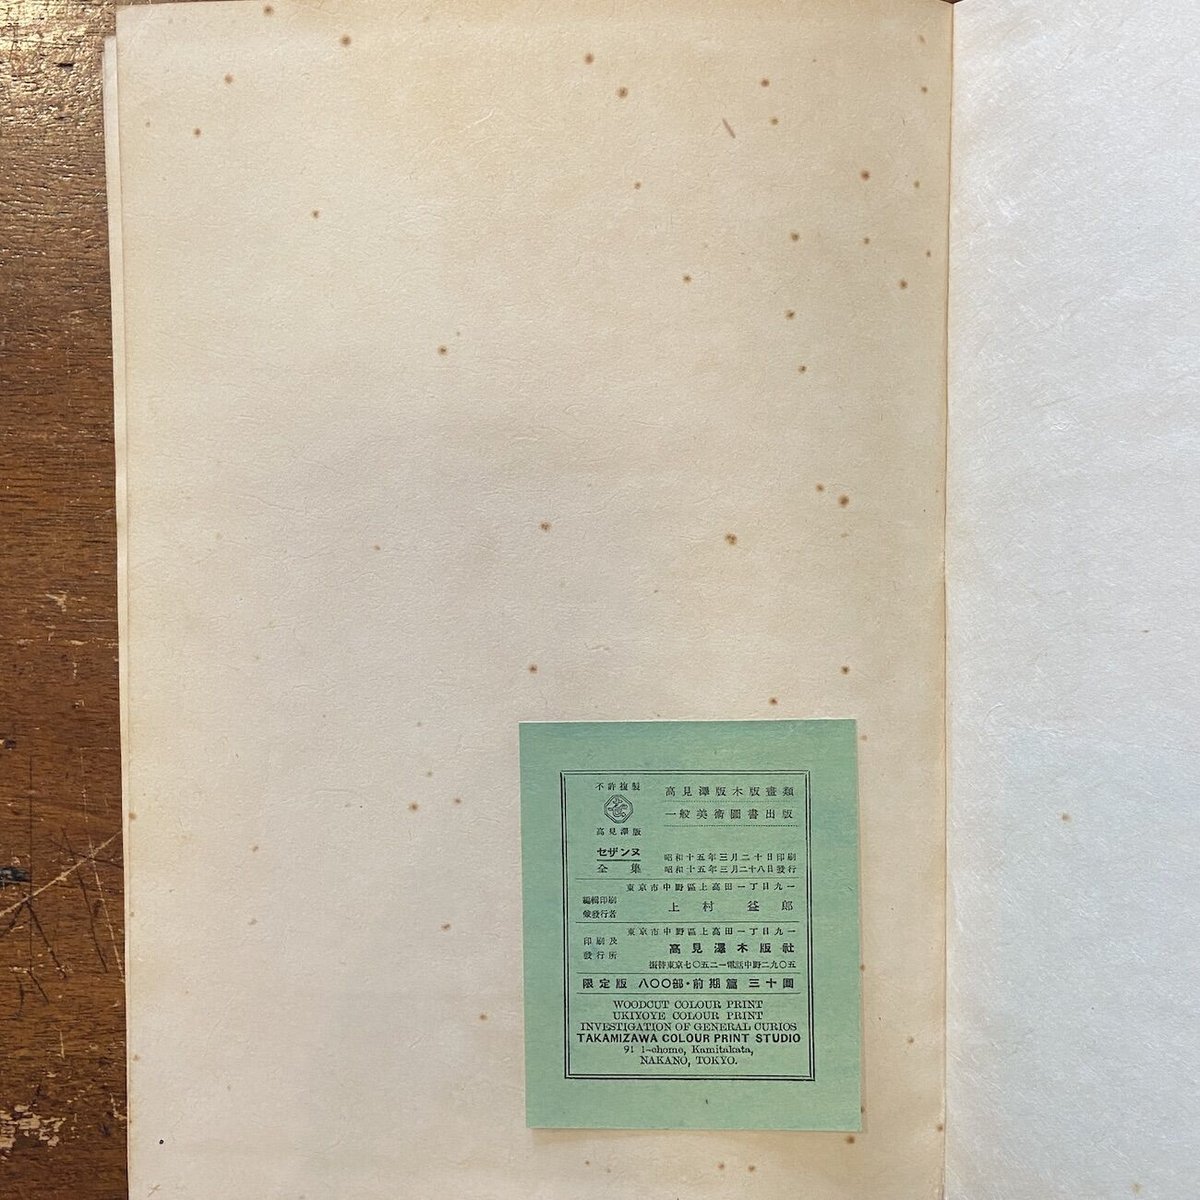 不許複製
高見澤版
高見澤版木版畫類
一般美術圖書出版
セザンヌ
全集
昭和十五年三月二十日印刷
昭和十五年三月二十八日發行
東京市中野區上高田一丁目九一
編輯印刷
兼發行者
上村益郎
東京市中野區上高田一丁目九一
印刷及
發行所
高見澤木版社
振替東京七〇五二一電話中野二九〇五
限定版 八〇〇部・前期篇 三十圓
WOODCUT COLOUR PRINT
UKIYOYE COLOUR PRINT
INVESTIGATION OF GENERAL CURIOS
TAKAMIZAWA COLOUR PRINT STUDIO
91 1-chome, Kamitakata,
NAKANO, TOKYO.